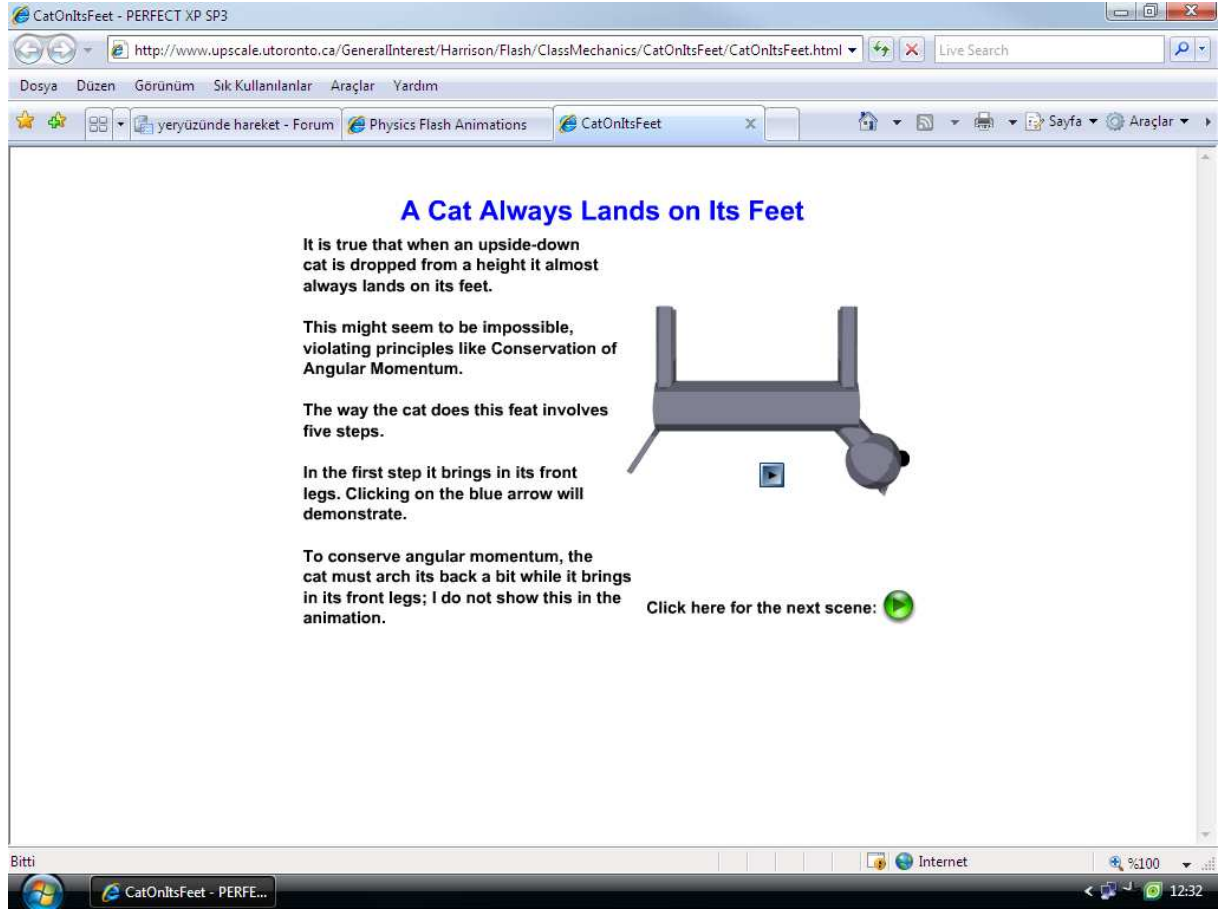 CatOnItsFeet - PERFECT XP SP3
http://www.upscale.utoronto.ca/GeneralInterest/Harrison/Flash/ClassMechanics/CatOnItsFeet/CatOnItsFeet.html
Live Search
Dosya Düzen Görünüm Sık Kullanılanlar Araçlar Yardım
yeryüzünde hareket - Forum Physics Flash Animations CatOnItsFeet Sayfa Araçlar
A Cat Always Lands on Its Feet
It is true that when an upside-down
cat is dropped from a height it almost
always lands on its feet.
This might seem to be impossible,
violating principles like Conservation of
Angular Momentum.
The way the cat does this feat involves
five steps.
In the first step it brings in its front
legs. Clicking on the blue arrow will
demonstrate.
To conserve angular momentum, the
cat must arch its back a bit while it brings
in its front legs; I do not show this in the
animation.
Click here for the next scene:
Bitti Internet %100
CatOnItsFeet - PERFE... 12:32